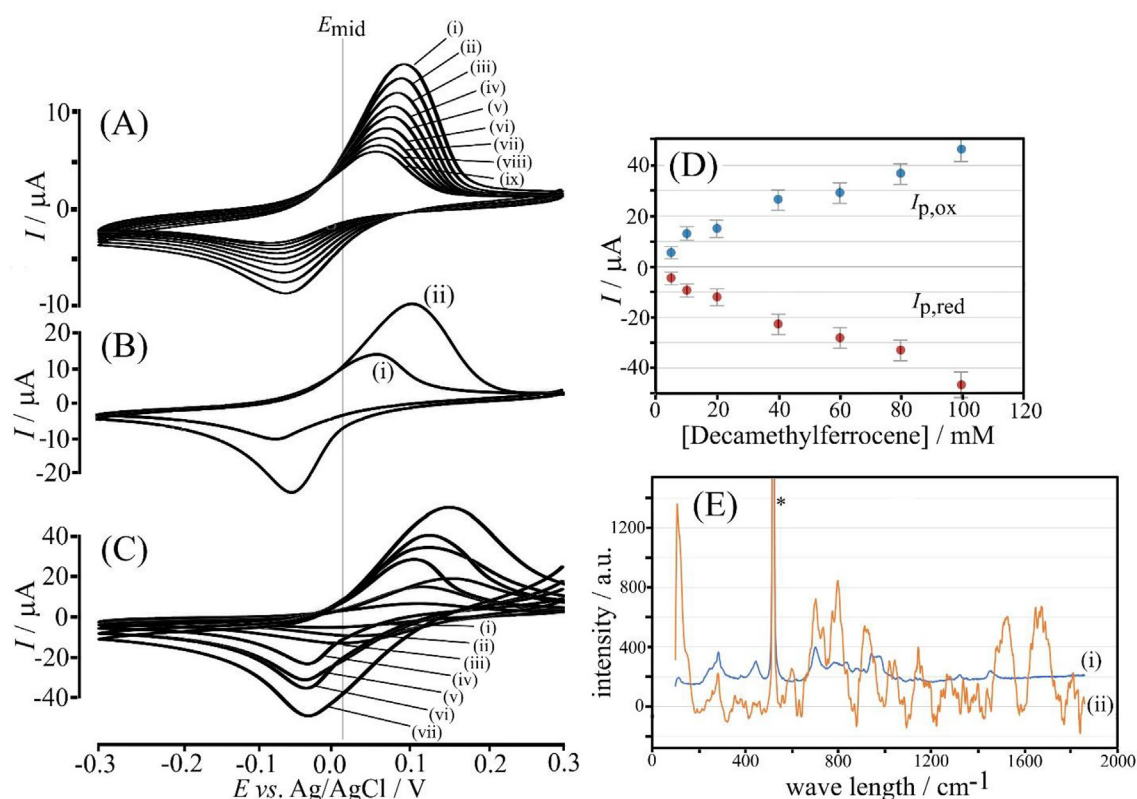 Emid
(i)
(ii)
(iii)
(iv)
(v)
(vi)
(vii)
(viii)
(ix)
(A)
I / μA
10
0
-10
(B)
(ii)
(i)
I / μA
20
10
0
-10
-20
(C)
I / μA
40
20
0
-20
-40
(i)
(ii)
(iii)
(iv)
(v)
(vi)
(vii)
-0.3 -0.2 -0.1 0.0 0.1 0.2 0.3
E vs. Ag/AgCl / V
(D)
Ip,ox
Ip,red
I / μA
40
20
0
-20
-40
0 20 40 60 80 100 120
[Decamethylferrocene] / mM
(E)
*
(i)
(ii)
intensity / a.u.
1200
800
400
0
0 400 800 1200 1600 2000
wave length / cm-1